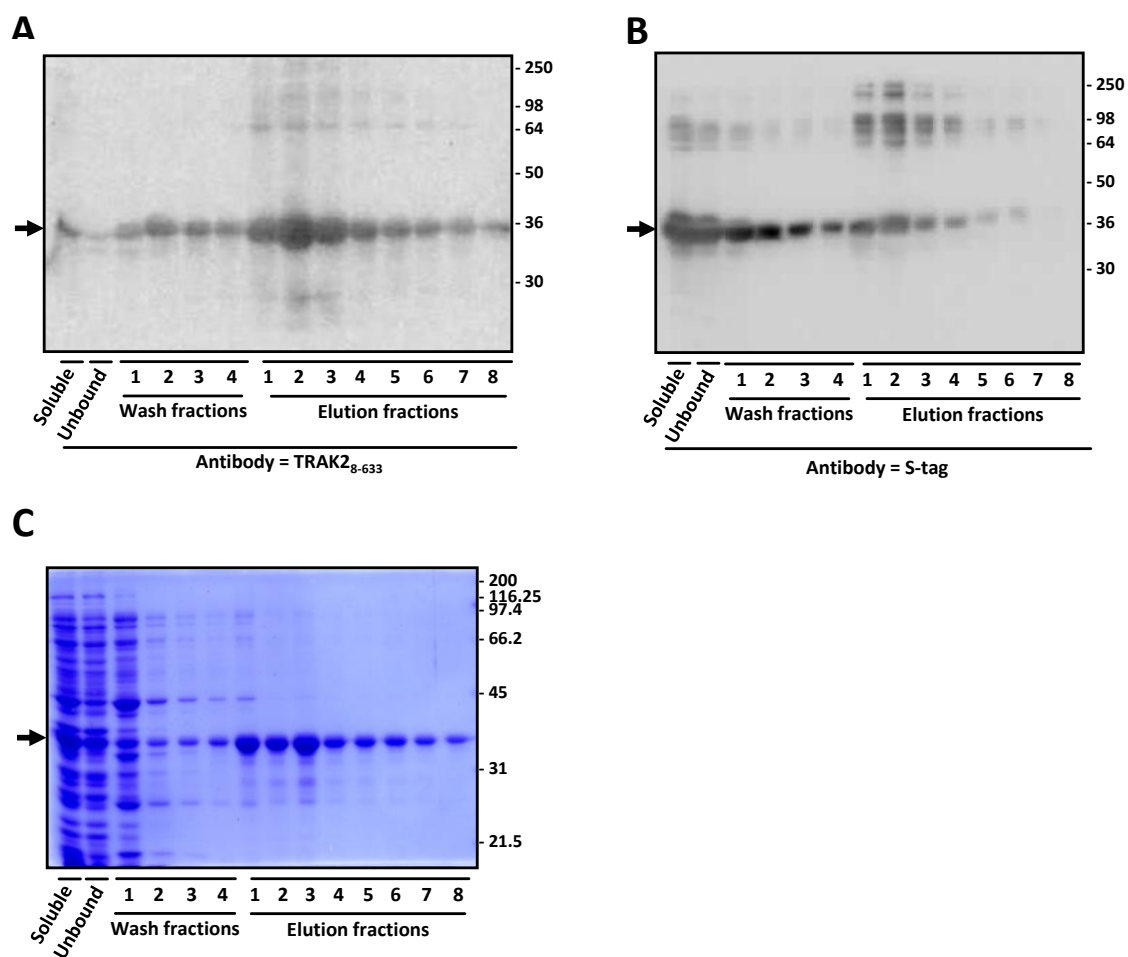 A
- 250
- 98
- 64
- 50
- 36
- 30
Soluble
Unbound
1 2 3 4 1 2 3 4 5 6 7 8
Wash fractions Elution fractions
Antibody = TRAK28-633
B
- 250
- 98
- 64
- 50
- 36
- 30
Soluble
Unbound
1 2 3 4 1 2 3 4 5 6 7 8
Wash fractions Elution fractions
Antibody = S-tag
C
- 200
- 116.25
- 97.4
- 66.2
- 45
- 31
- 21.5
Soluble
Unbound
1 2 3 4 1 2 3 4 5 6 7 8
Wash fractions Elution fractions